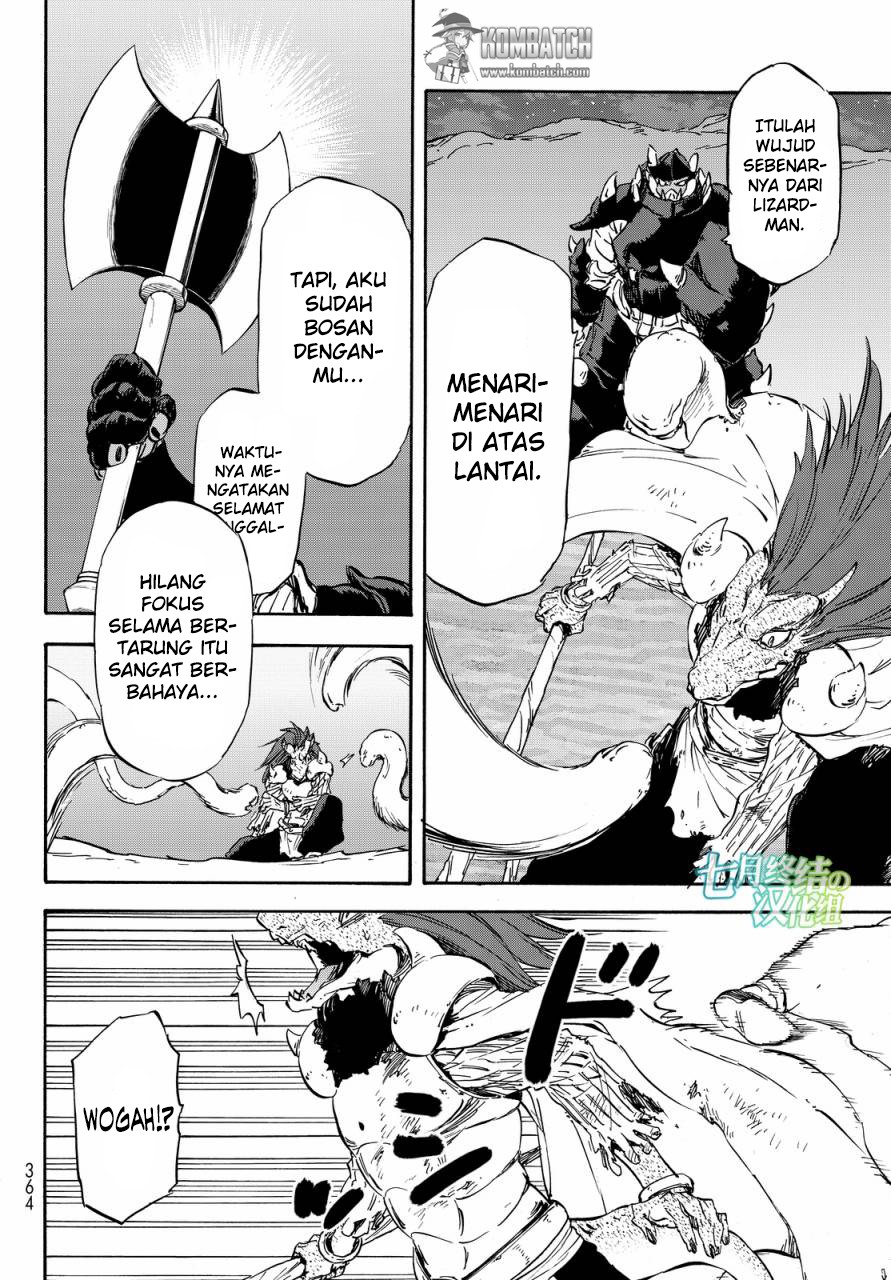 KOMBATCH
www.kombatch.com
ITULAH
WUJUD
SEBENAR-
NYA DARI
LIZARD-
MAN.
MENARI-
MENARI
DI ATAS
LANTAI.
TAPI, AKU
SUDAH
BOSAN
DENGAN-
MU...
WAKTU-
NYA ME-
NGATAKAN
SELAMAT
NGGAL-
HILANG
FOKUS
SELAMA BER-
TARUNG ITU
SANGAT BER-
BAHAYA...
七月终结の
汉化组
WOGAH!?
ド
364